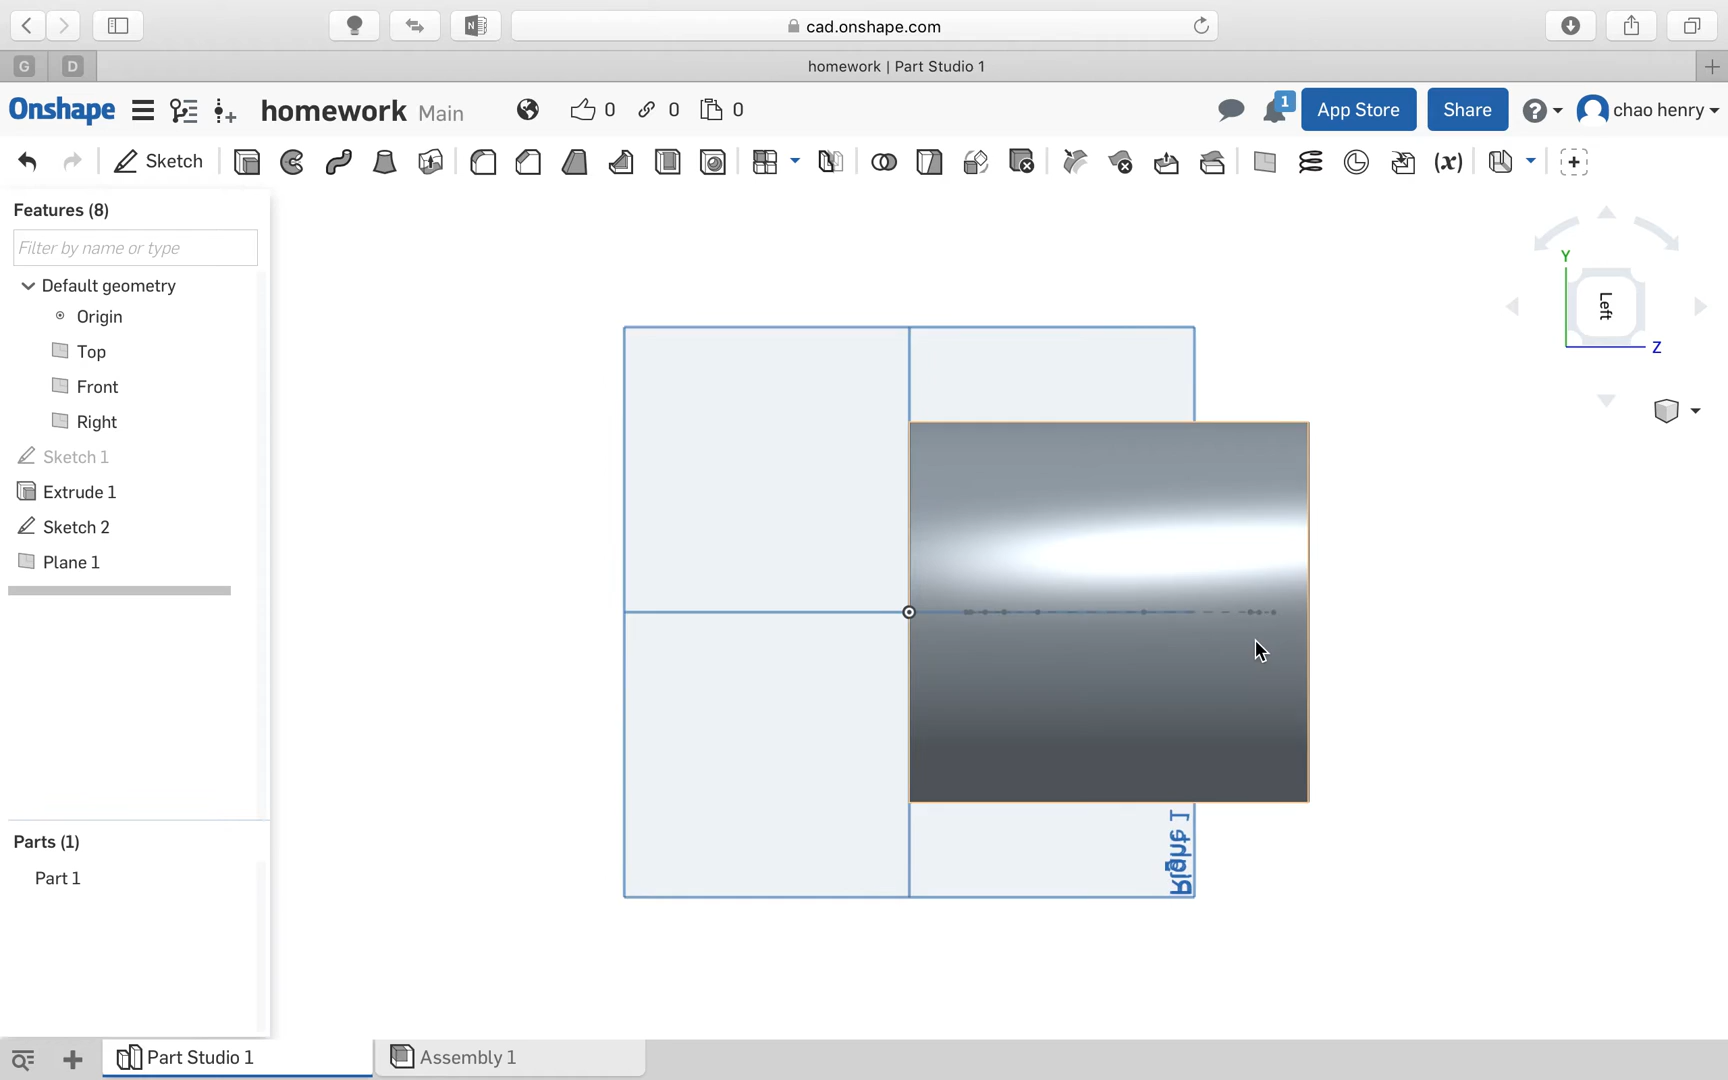 cad.onshape.com
G
D
homework | Part Studio 1
Onshape
homework Main
0
0
0
1
App Store
Share
chao henry
Sketch
(x)
Features (8)
Filter by name or type
Default geometry
Origin
Top
Front
Right
Sketch 1
Extrude 1
Sketch 2
Plane 1
Y
Left
Z
Parts (1)
Part 1
Part Studio 1
Assembly 1